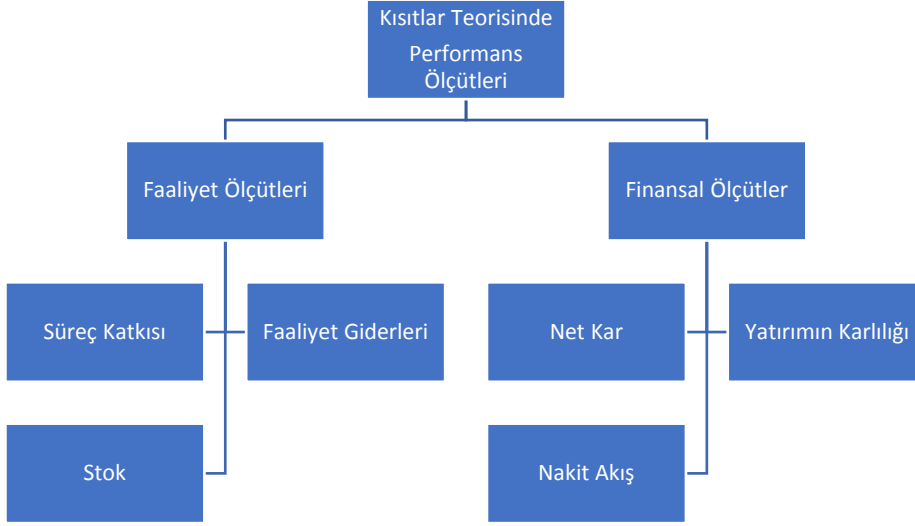 Kısıtlar Teorisinde
Performans
Ölçütleri
Faaliyet Ölçütleri
Finansal Ölçütler
Süreç Katkısı
Faaliyet Giderleri
Net Kar
Yatırımın Karlılığı
Stok
Nakit Akış